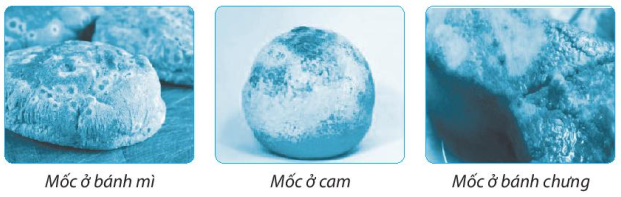 Mốc ở bánh mì
Mốc ở cam
Mốc ở bánh chưng